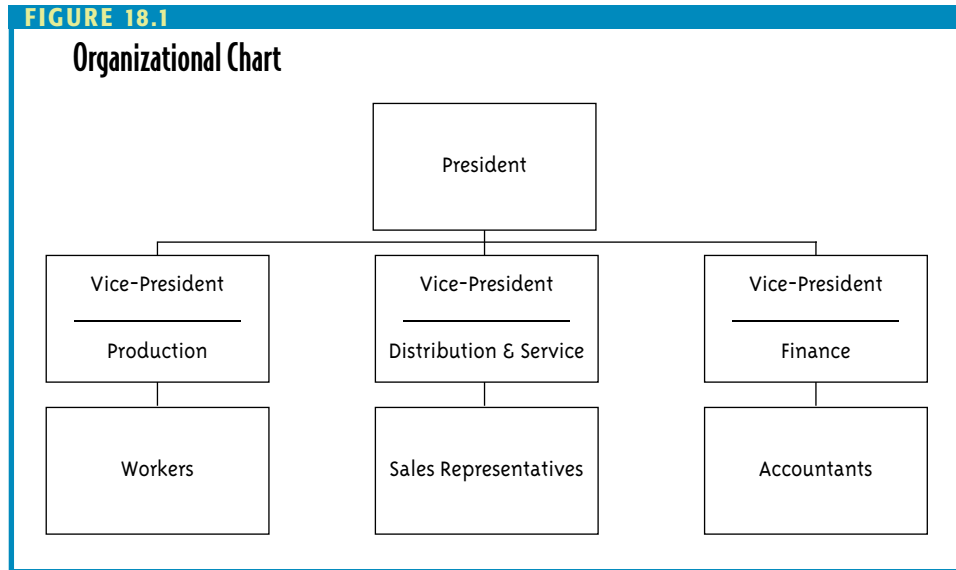 FIGURE 18.1
Organizational Chart
President
Vice-President
Production
Vice-President
Distribution & Service
Vice-President
Finance
Workers
Sales Representatives
Accountants